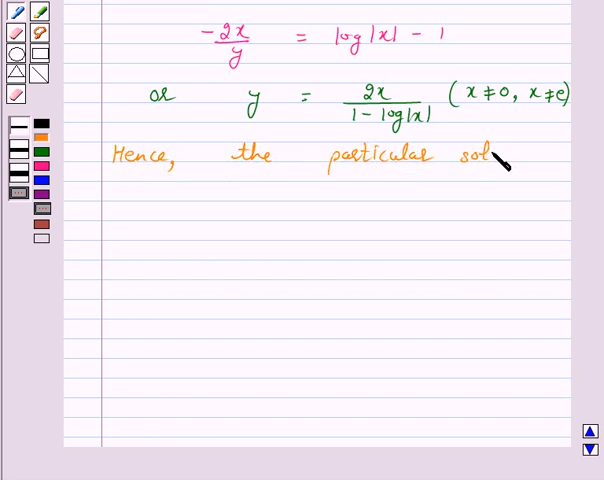 -2x/y = log|x| - 1
or y = 2x/(1 - log|x|) (x ≠ 0, x ≠ e)
Hence, the particular sol